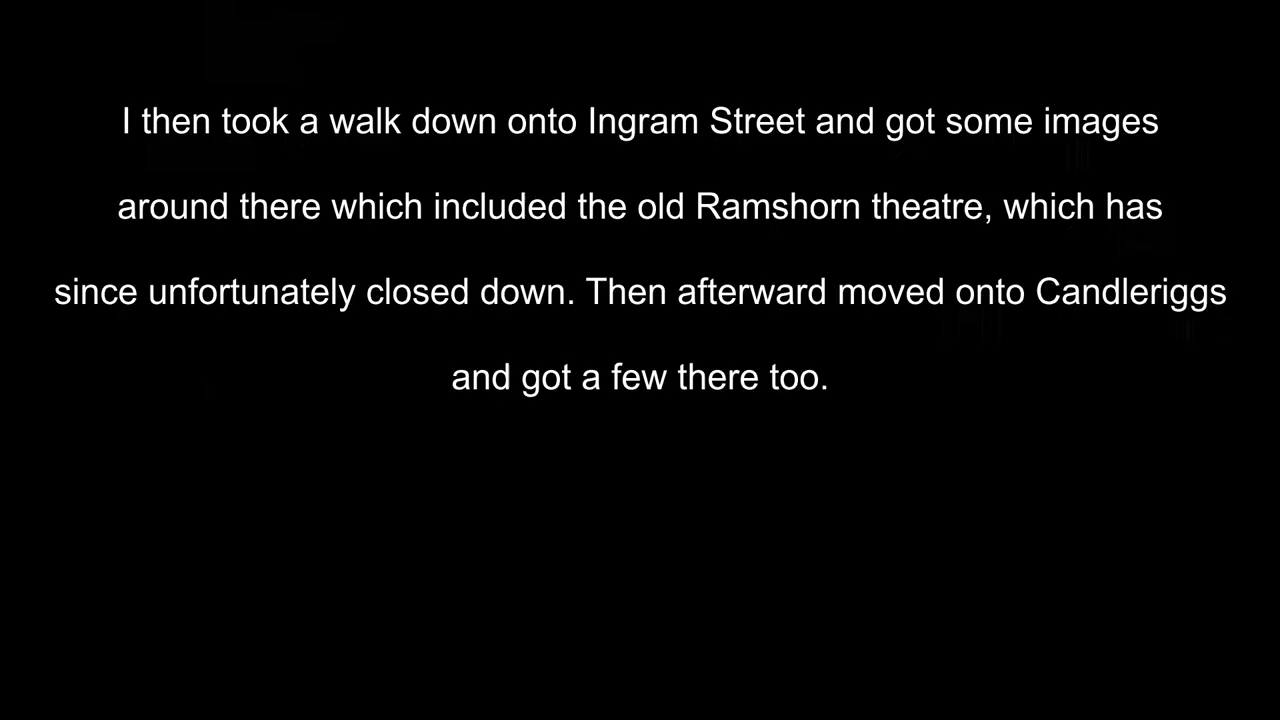 I then took a walk down onto Ingram Street and got some images
around there which included the old Ramshorn theatre, which has
since unfortunately closed down. Then afterward moved onto Candleriggs
and got a few there too.